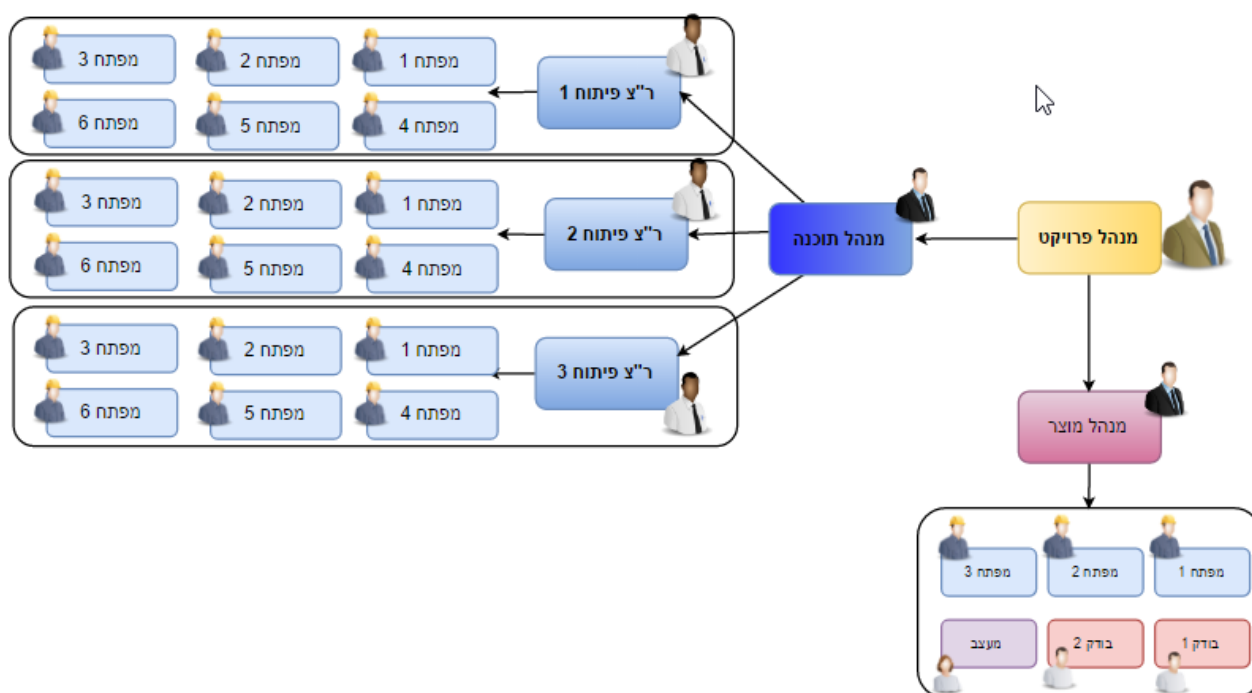 מנהל פרויקט
מנהל תוכנה
ר"צ פיתוח 1
מפתח 1
מפתח 2
מפתח 3
מפתח 4
מפתח 5
מפתח 6
ר"צ פיתוח 2
מפתח 1
מפתח 2
מפתח 3
מפתח 4
מפתח 5
מפתח 6
ר"צ פיתוח 3
מפתח 1
מפתח 2
מפתח 3
מפתח 4
מפתח 5
מפתח 6
מנהל מוצר
מפתח 1
מפתח 2
מפתח 3
בודק 1
בודק 2
מעצב